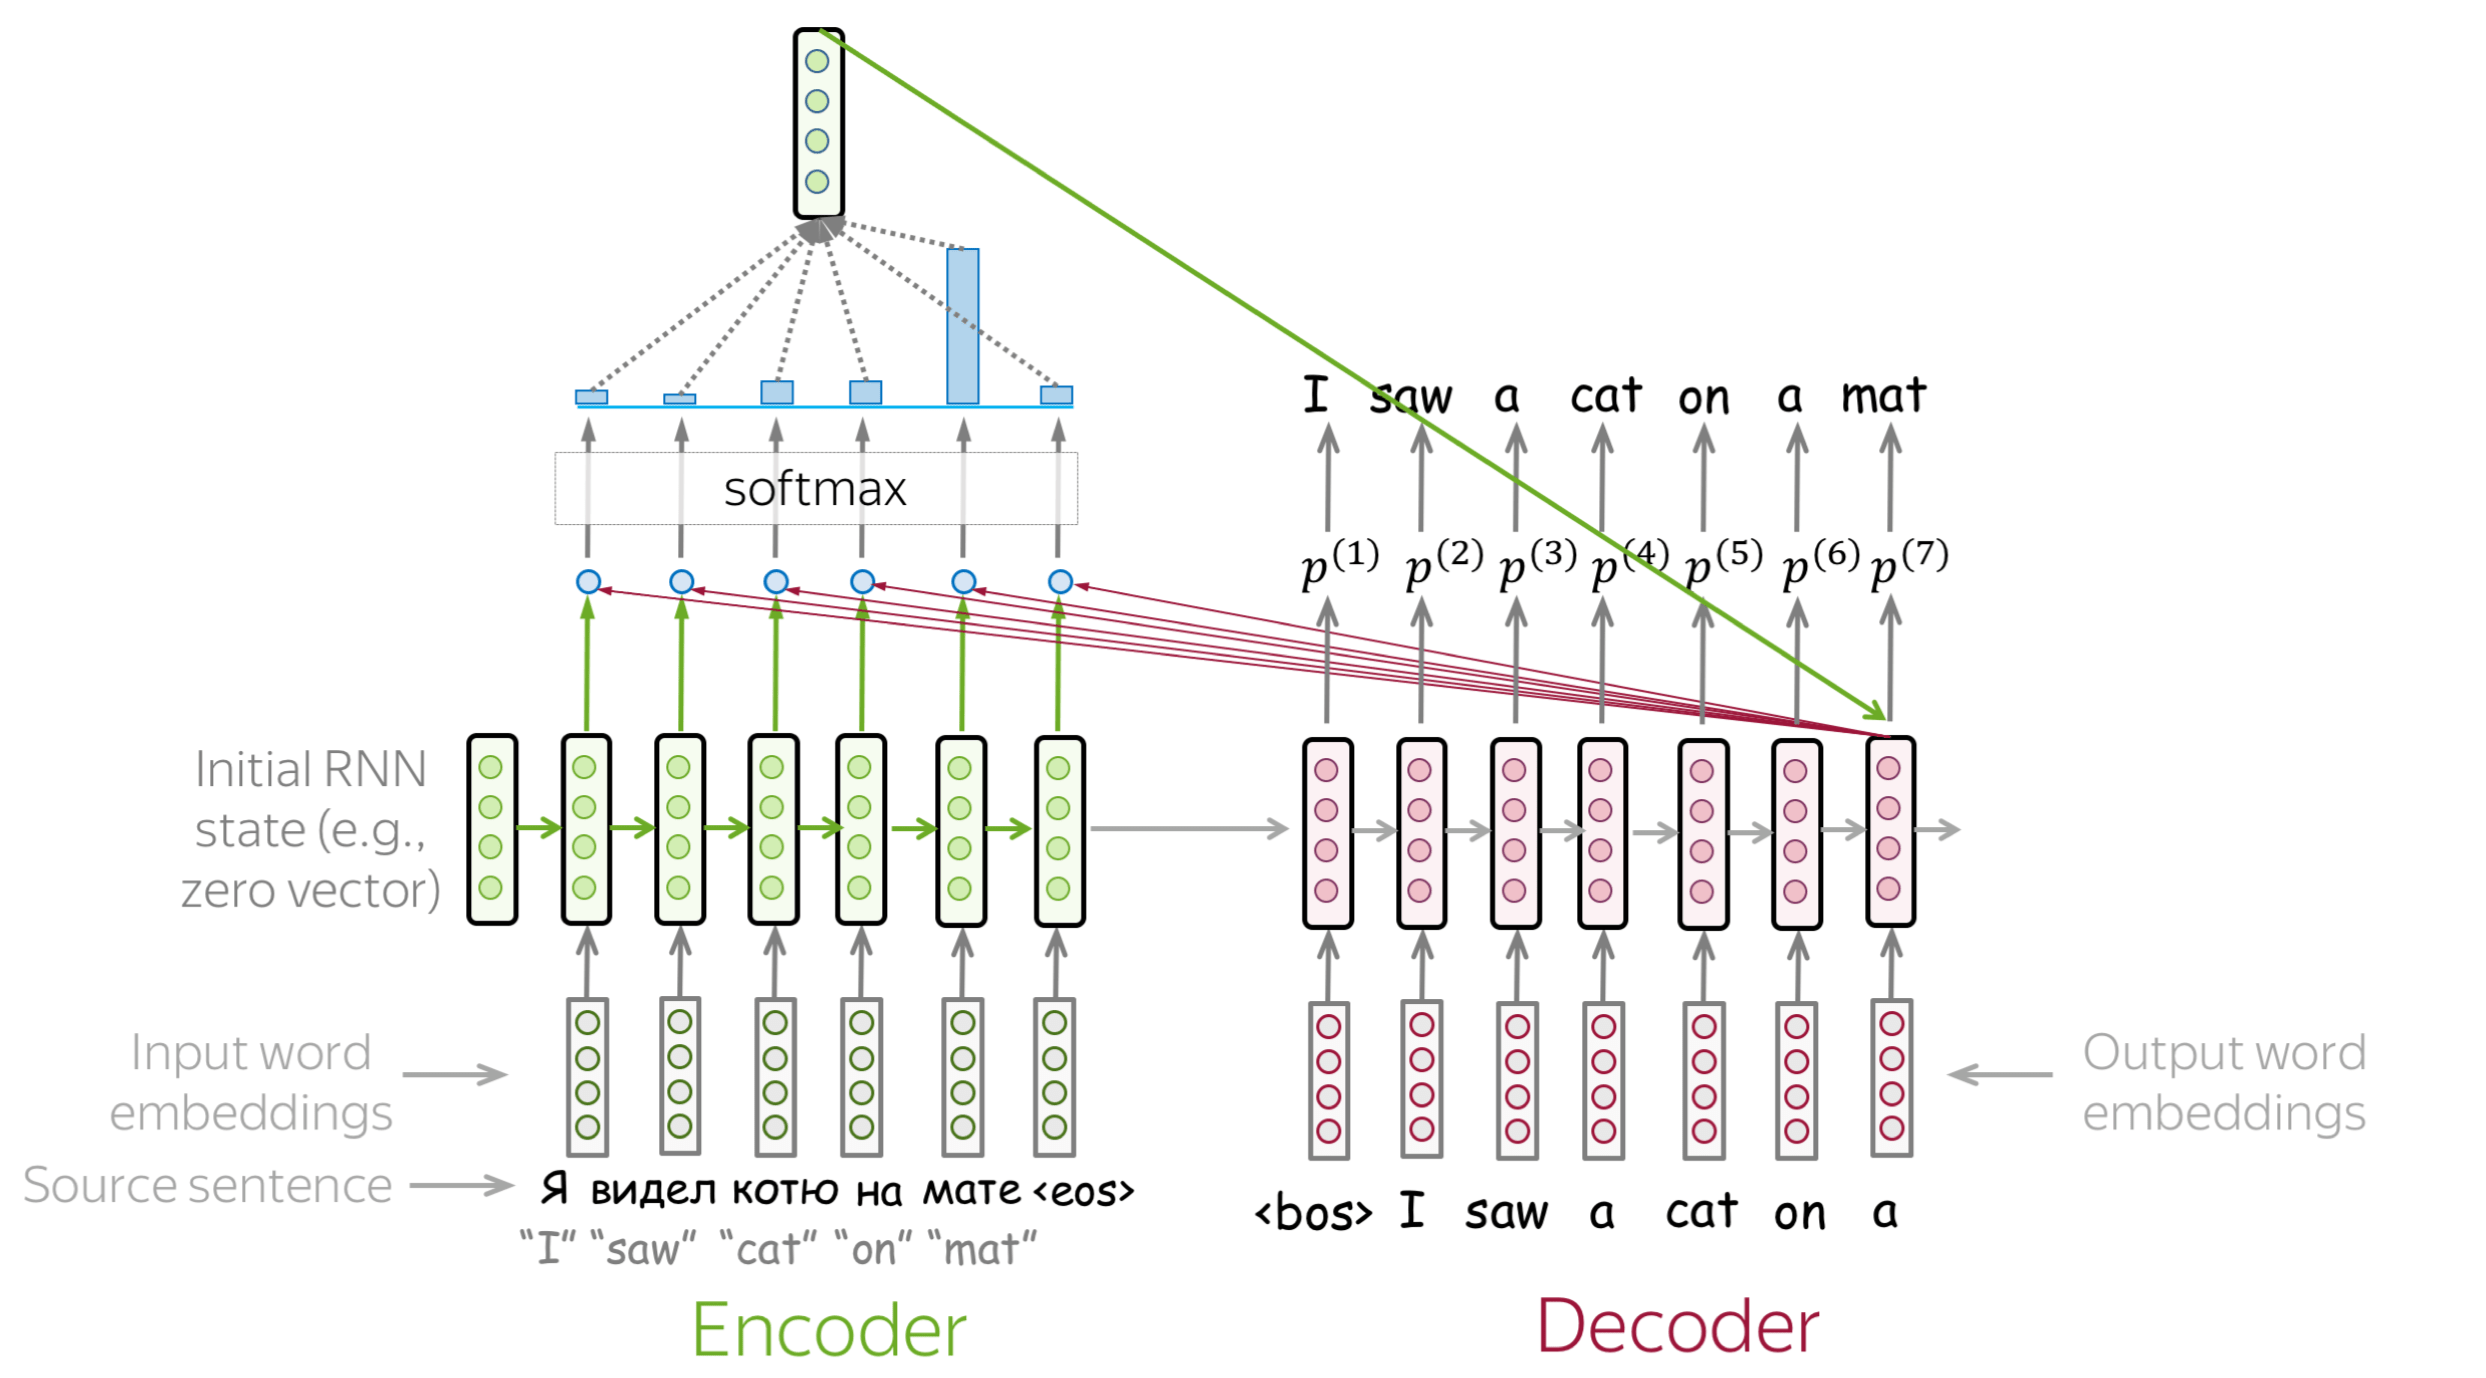 I saw a cat on a mat
softmax
p(1) p(2) p(3) p(4) p(5) p(6) p(7)
Initial RNN
state (e.g.,
zero vector)
Input word
embeddings
Output word
embeddings
Source sentence
Я видел котю на мате <eos>
"I" "saw" "cat" "on" "mat"
<bos> I saw a cat on a
Encoder
Decoder